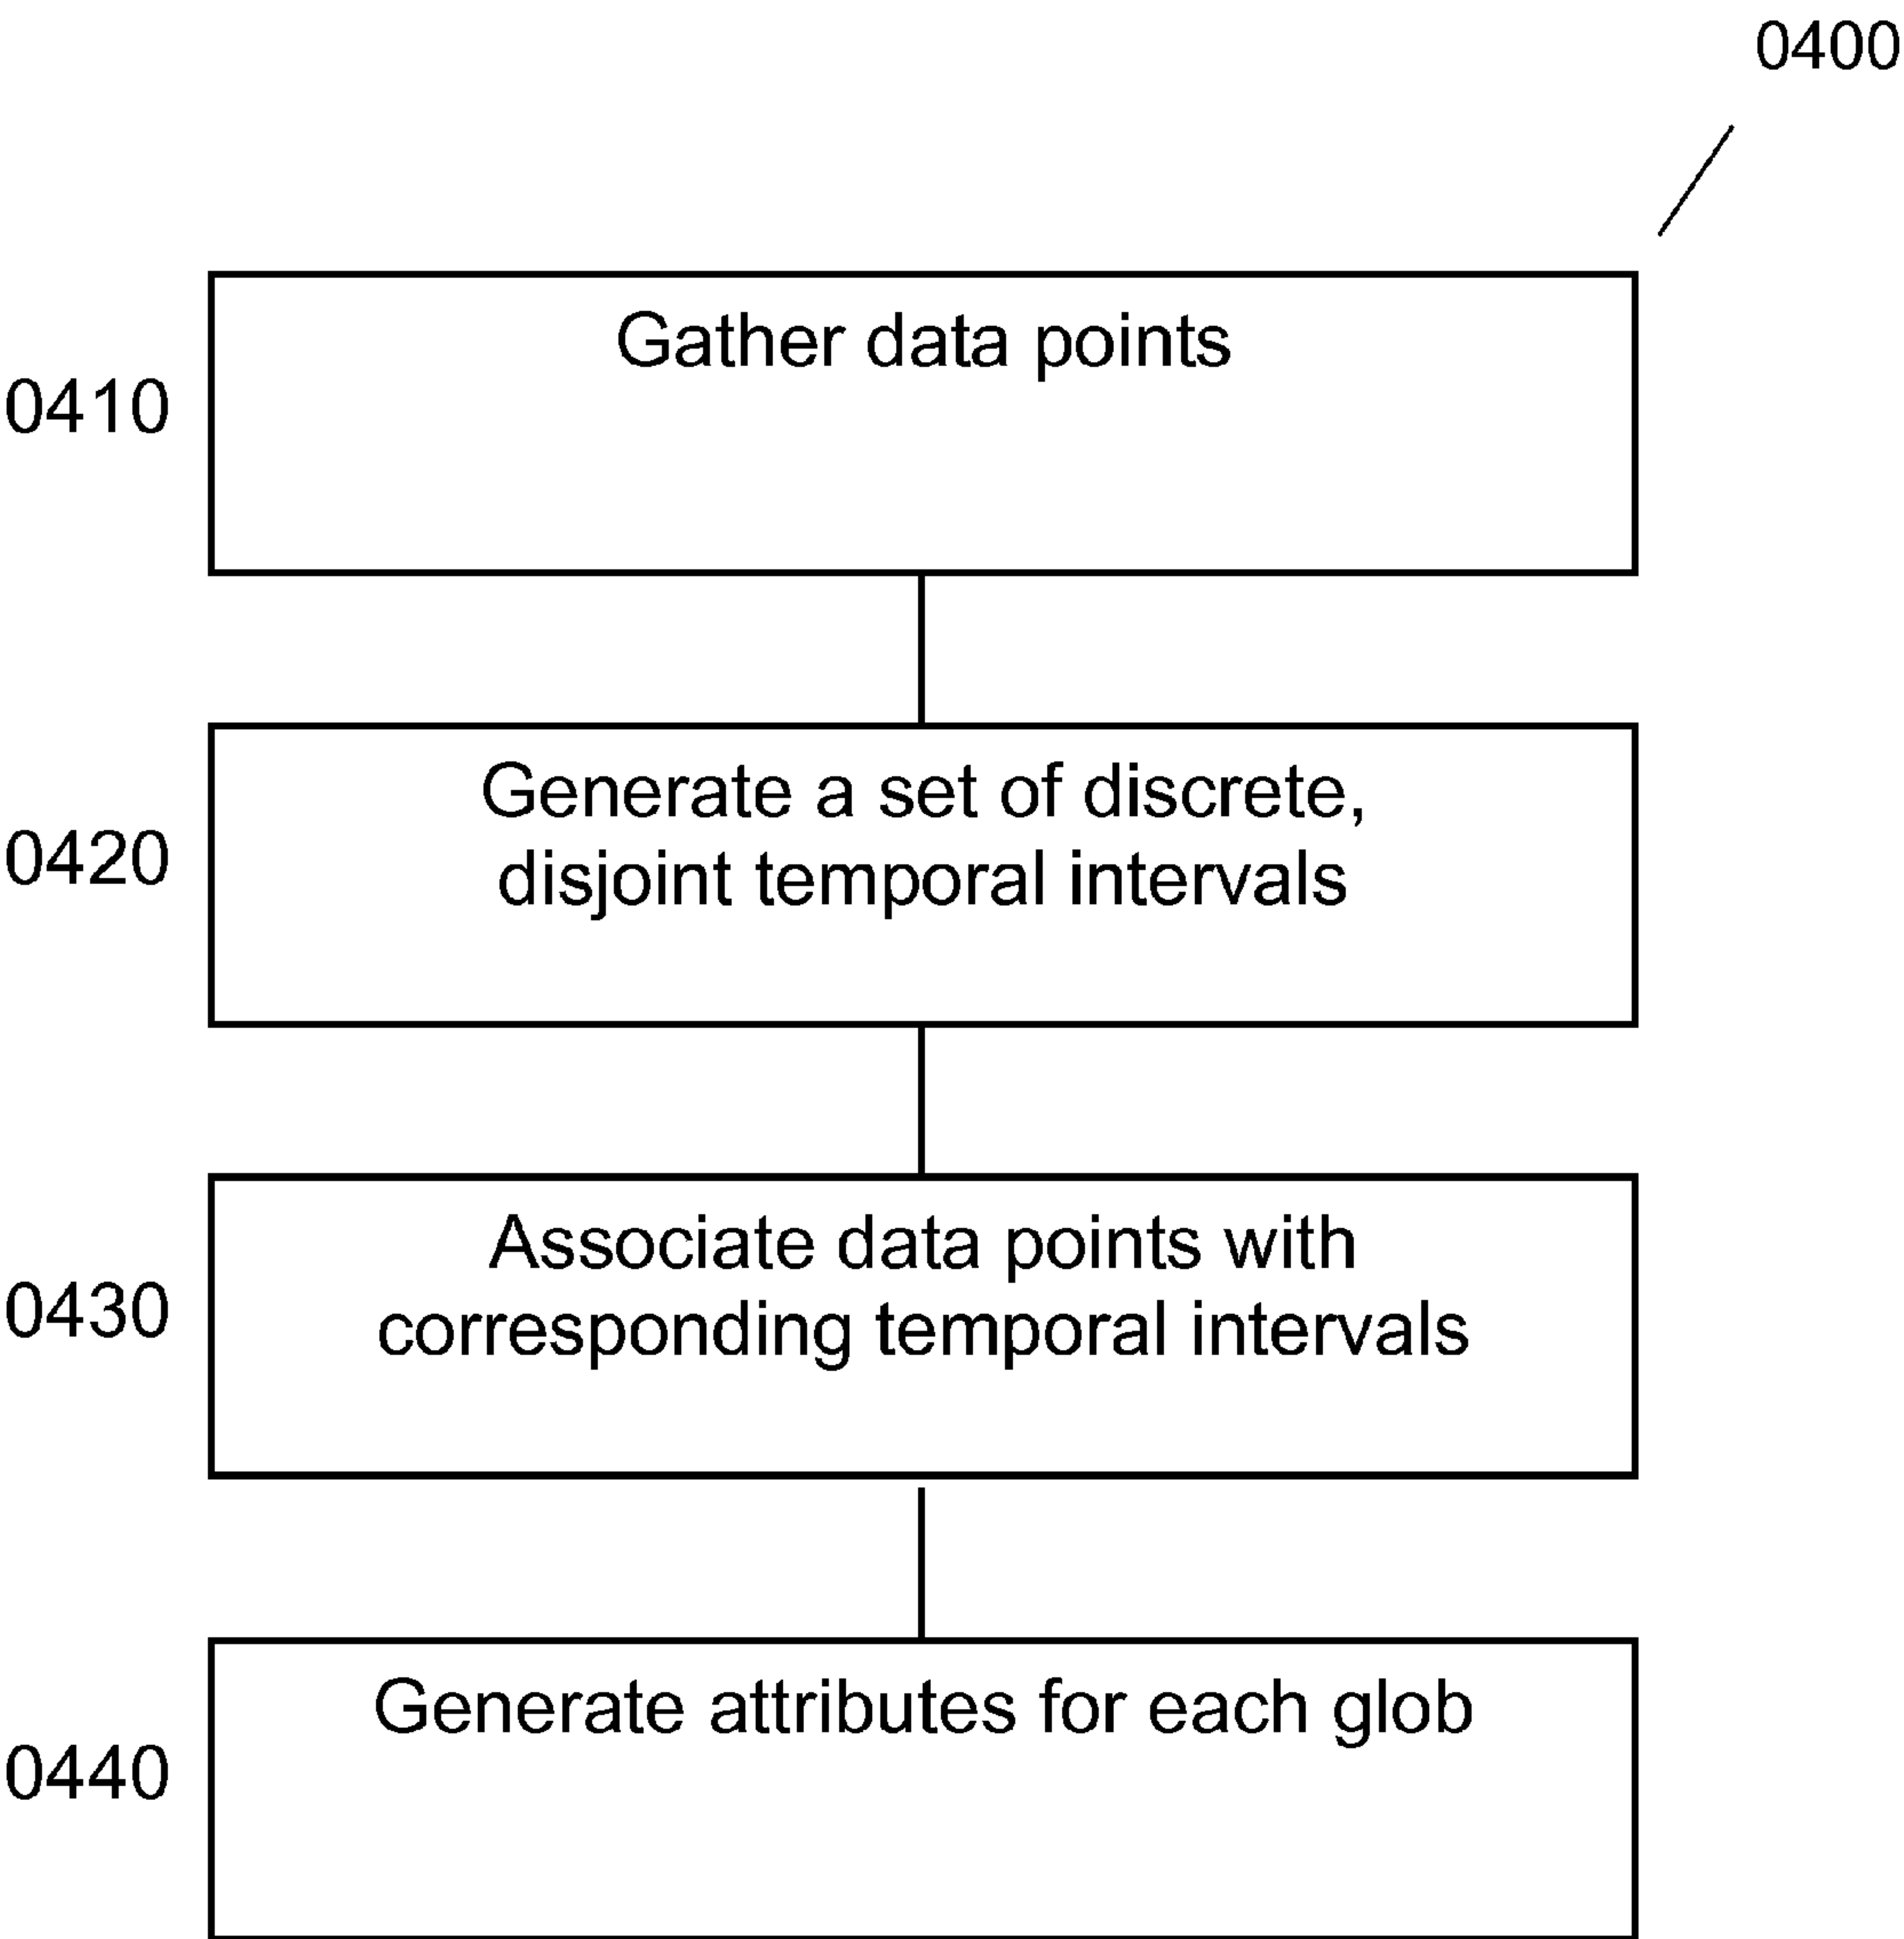 0400
Gather data points
0410
Generate a set of discrete,
disjoint temporal intervals
0420
Associate data points with
corresponding temporal intervals
0430
Generate attributes for each glob
0440